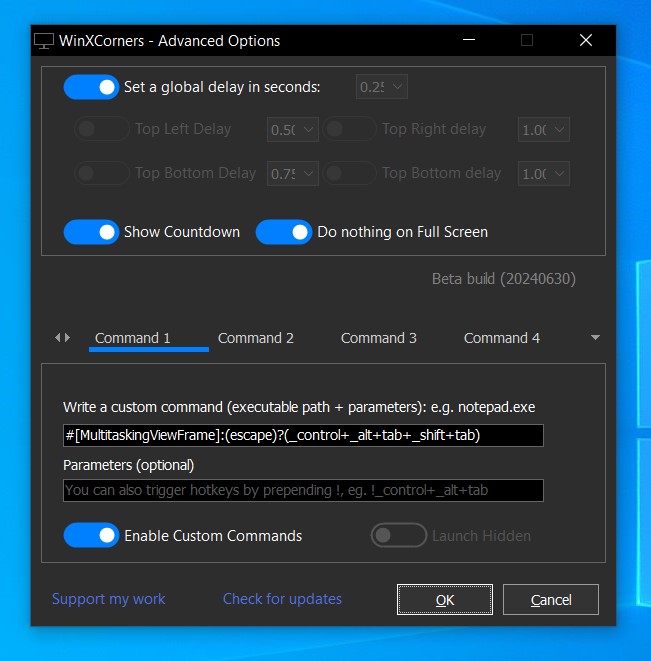 WinXCorners - Advanced Options
Set a global delay in seconds: 0.25
Top Left Delay 0.50 Top Right delay 1.00
Top Bottom Delay 0.75 Top Bottom delay 1.00
Show Countdown Do nothing on Full Screen
Beta build (20240630)
Command 1 Command 2 Command 3 Command 4
Write a custom command (executable path + parameters): e.g. notepad.exe
#[MultitaskingViewFrame]:(escape)?(_control+_alt+tab+_shift+tab)
Parameters (optional)
You can also trigger hotkeys by prepending !, eg. !_control+_alt+tab
Enable Custom Commands Launch Hidden
Support my work Check for updates OK Cancel